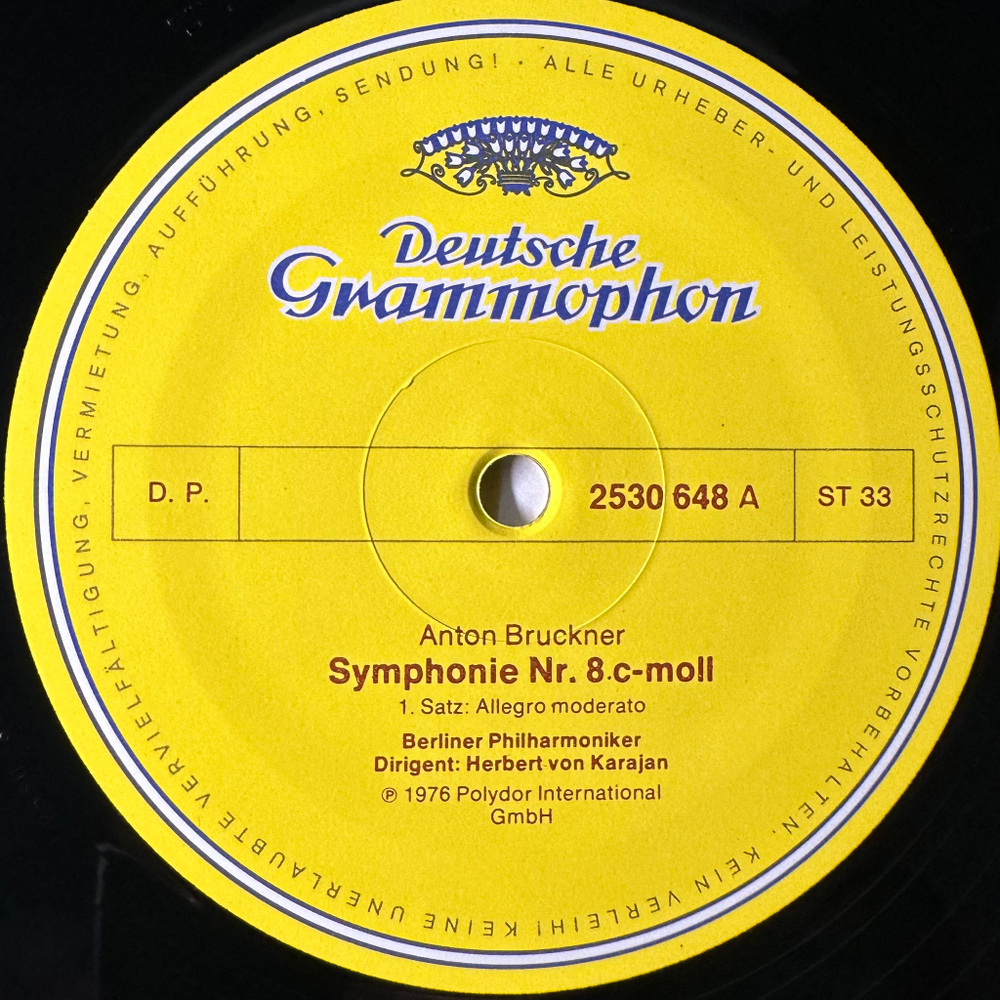 ALLE URHEBER- UND LEISTUNGSSCHUTZRECHTE VORBEHALTEN. KEIN VERLEIH! KEINE UNERLAUBTE VERVIELFÄLTIGUNG, VERMIETUNG, AUFFÜHRUNG, SENDUNG! ·
Deutsche
Grammophon
D. P.
2530 648 A
ST 33
Anton Bruckner
Symphonie Nr. 8 c-moll
1. Satz: Allegro moderato
Berliner Philharmoniker
Dirigent: Herbert von Karajan
℗ 1976 Polydor International
GmbH